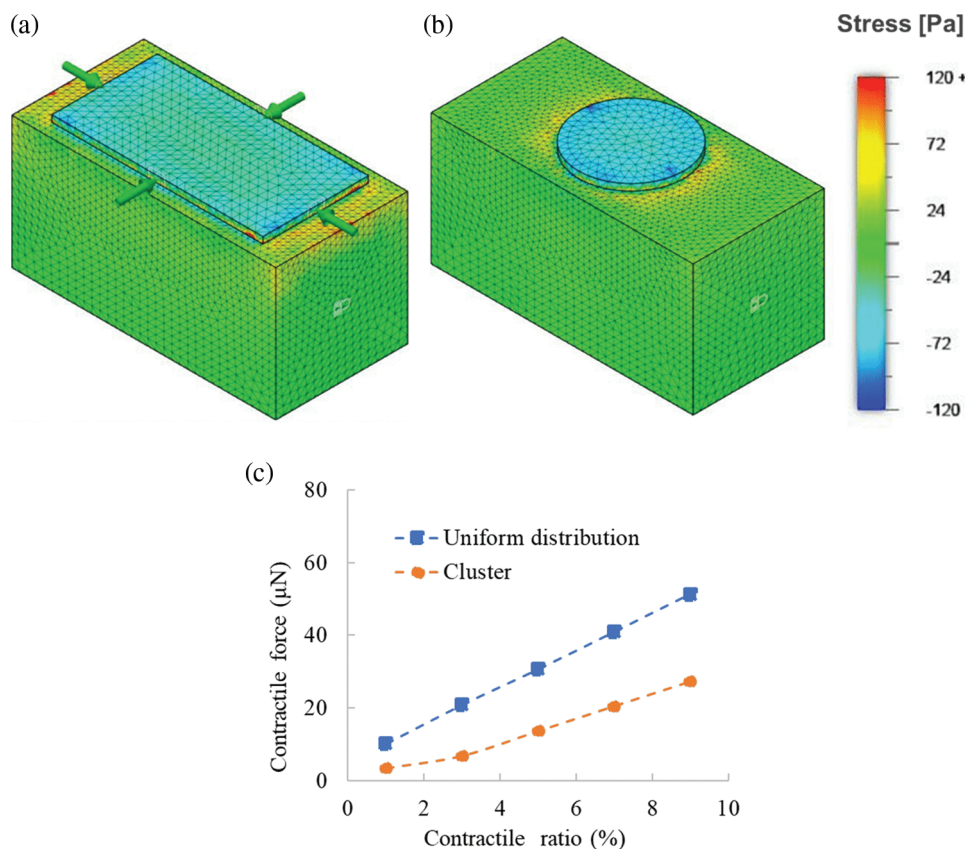 (a)
(b)
Stress [Pa]
120 +
72
24
-24
-72
-120
(c)
80
60
40
20
0
Contractile force (µN)
Uniform distribution
Cluster
0 2 4 6 8 10
Contractile ratio (%)